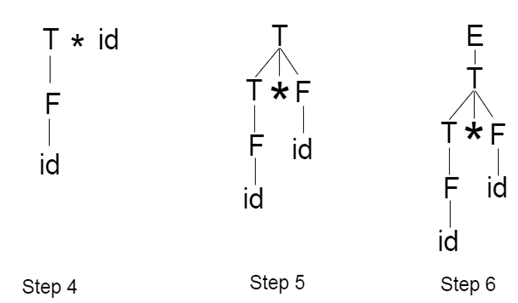 T * id
F
id
Step 4
T
T * F
F id
id
Step 5
E
T
T * F
F id
id
Step 6